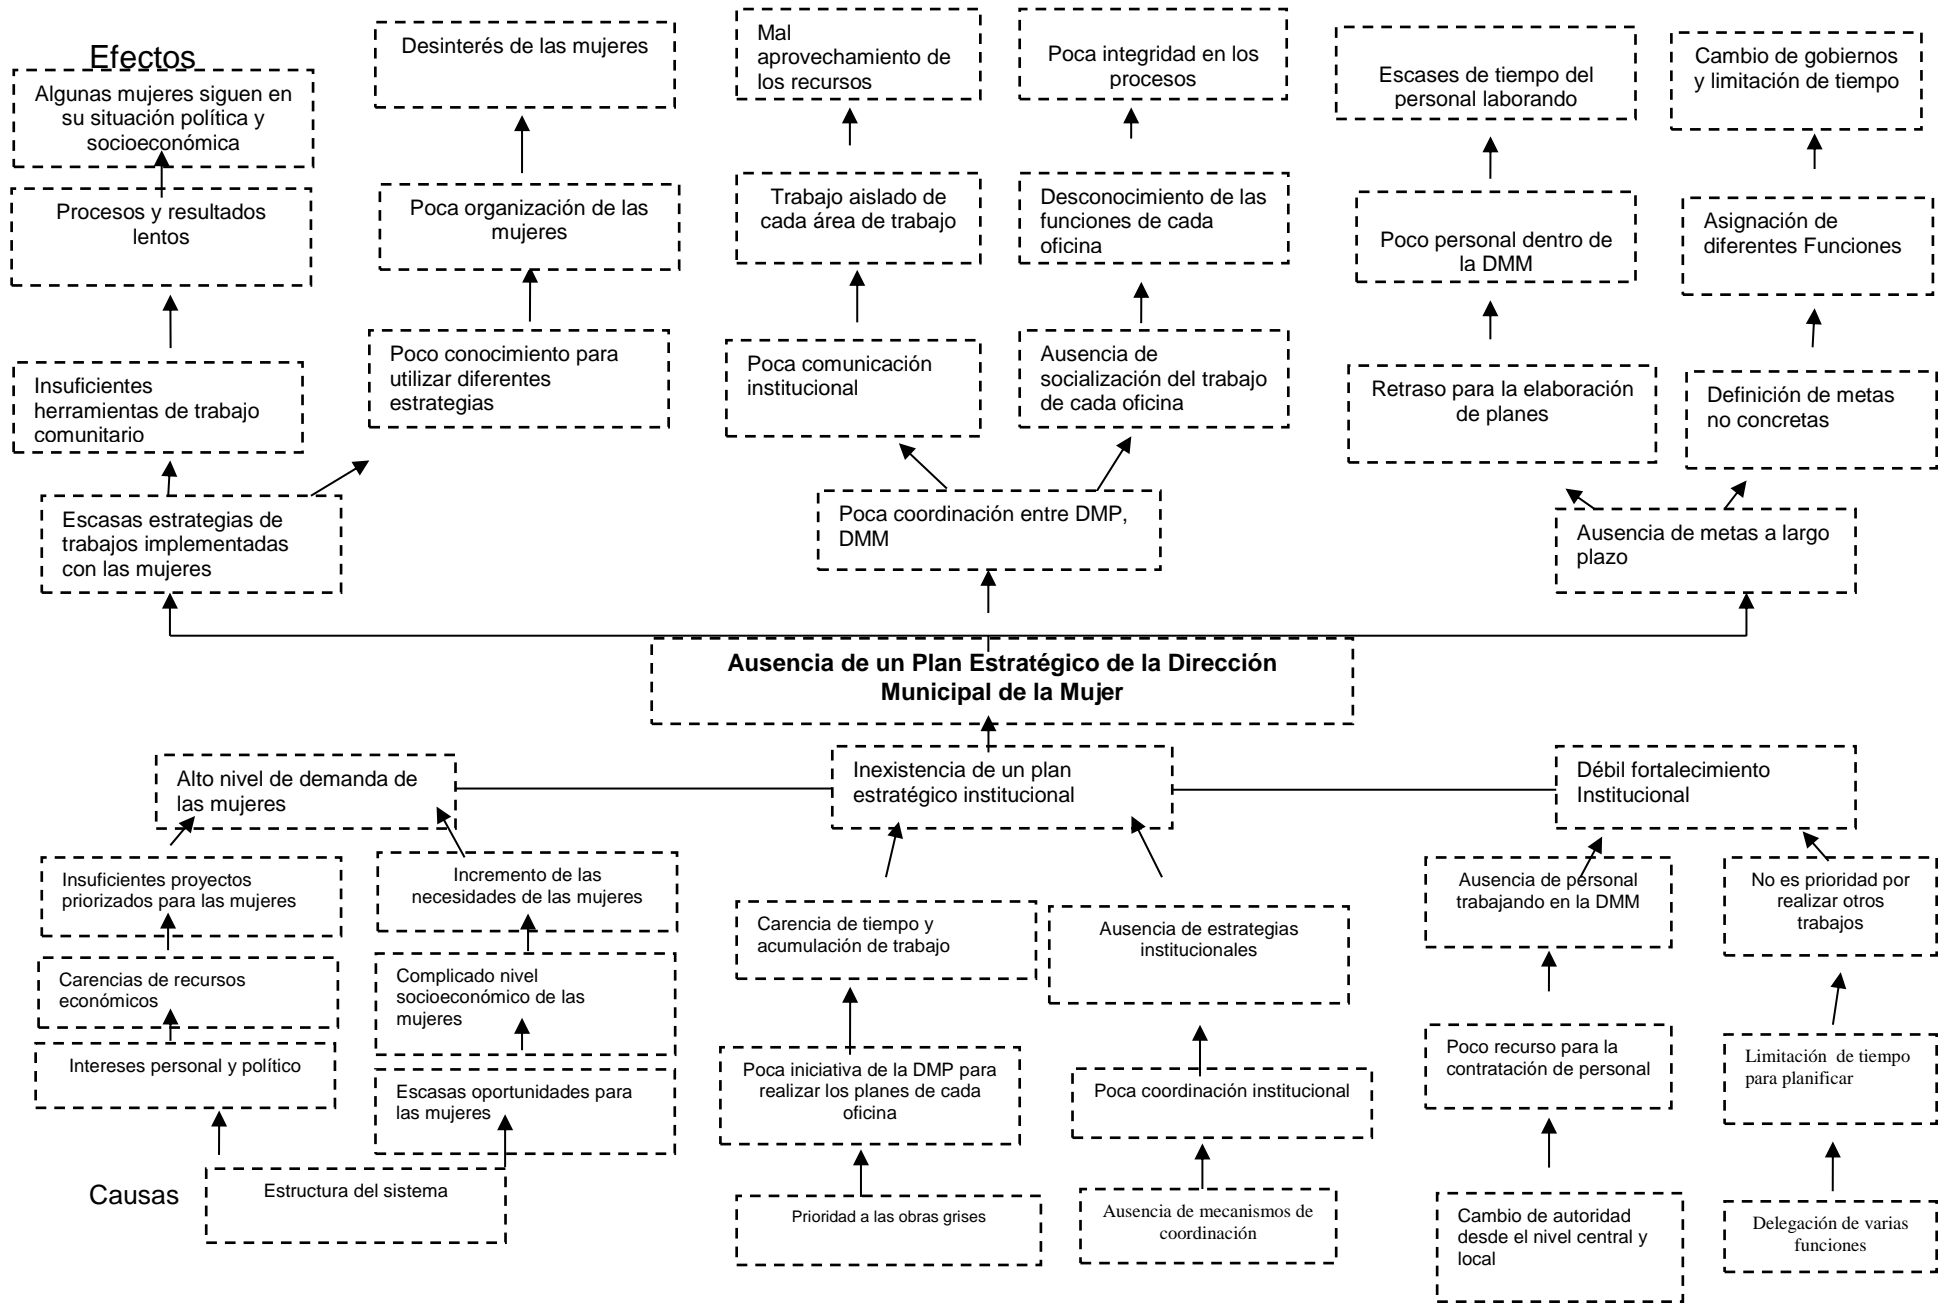 Efectos
Algunas mujeres siguen en
su situación política y
socioeconómica
Desinterés de las mujeres
Mal
aprovechamiento de
los recursos
Poca integridad en los
procesos
Escases de tiempo del
personal laborando
Cambio de gobiernos
y limitación de tiempo
Procesos y resultados
lentos
Poca organización de las
mujeres
Trabajo aislado de
cada área de trabajo
Desconocimiento de las
funciones de cada
oficina
Poco personal dentro de
la DMM
Asignación de
diferentes Funciones
Insuficientes
herramientas de trabajo
comunitario
Poco conocimiento para
utilizar diferentes
estrategias
Poca comunicación
institucional
Ausencia de
socialización del trabajo
de cada oficina
Retraso para la elaboración
de planes
Definición de metas
no concretas
Escasas estrategias de
trabajos implementadas
con las mujeres
Poca coordinación entre DMP,
DMM
Ausencia de metas a largo
plazo
Ausencia de un Plan Estratégico de la Dirección
Municipal de la Mujer
Alto nivel de demanda de
las mujeres
Inexistencia de un plan
estratégico institucional
Débil fortalecimiento
Institucional
Insuficientes proyectos
priorizados para las mujeres
Incremento de las
necesidades de las mujeres
Carencia de tiempo y
acumulación de trabajo
Ausencia de estrategias
institucionales
Ausencia de personal
trabajando en la DMM
No es prioridad por
realizar otros
trabajos
Carencias de recursos
económicos
Complicado nivel
socioeconómico de las
mujeres
Intereses personal y político
Escasas oportunidades para
las mujeres
Poca iniciativa de la DMP para
realizar los planes de cada
oficina
Poca coordinación institucional
Poco recurso para la
contratación de personal
Limitación de tiempo
para planificar
Causas
Estructura del sistema
Prioridad a las obras grises
Ausencia de mecanismos de
coordinación
Cambio de autoridad
desde el nivel central y
local
Delegación de varias
funciones